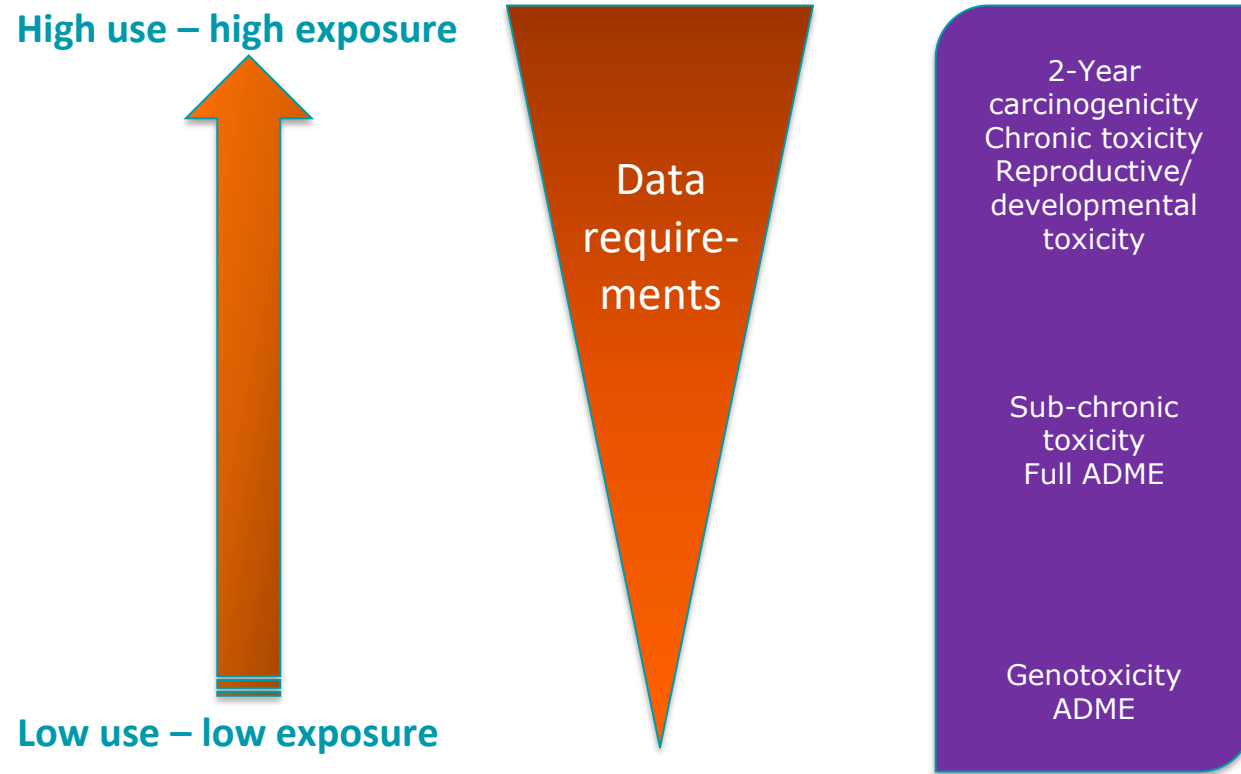 High use – high exposure
Data
require-
ments
2-Year
carcinogenicity
Chronic toxicity
Reproductive/
developmental
toxicity
Sub-chronic
toxicity
Full ADME
Genotoxicity
ADME
Low use – low exposure